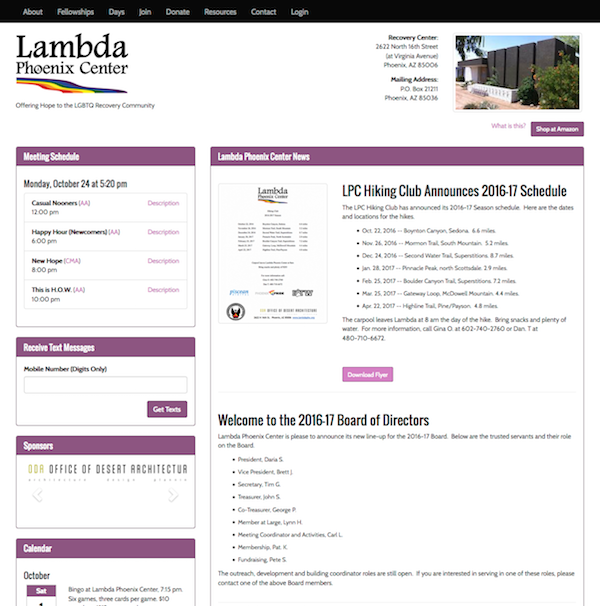 About Fellowships Days Join Donate Resources Contact Login
Lambda
Phoenix Center
Offering Hope to the LGBTQ Recovery Community
Recovery Center:
2622 North 16th Street
(at Virginia Avenue)
Phoenix, AZ 85006
Mailing Address:
P.O. Box 21211
Phoenix, AZ 85036
What is this? Shop at Amazon
Meeting Schedule
Monday, October 24 at 5:20 pm
Casual Nooners (AA) Description
12:00 pm
Happy Hour (Newcomers) (AA) Description
6:00 pm
New Hope (CMA) Description
8:00 pm
This is H.O.W. (AA) Description
10:00 pm
Receive Text Messages
Mobile Number (Digits Only)
Get Texts
Sponsors
ODA OFFICE OF DESERT ARCHITECTUR
architecture design plannin
Calendar
October
Sat
1
Bingo at Lambda Phoenix Center, 7:15 pm.
Six games, three cards per game. $10
Lambda Phoenix Center News
Lambda
Phoenix Center
LPC Hiking Club Announces 2016-17 Schedule
The LPC Hiking Club has announced its 2016-17 Season schedule. Here are the dates
and locations for the hikes.
• Oct. 22, 2016 -- Boynton Canyon, Sedona. 6.6 miles.
• Nov. 26, 2016 -- Mormon Trail, South Mountain. 5.2 miles.
• Dec. 24, 2016 -- Second Water Trail, Superstitions. 8.7 miles.
• Jan. 28, 2017 -- Pinnacle Peak, north Scottsdale. 2.9 miles.
• Feb. 25, 2017 -- Boulder Canyon Trail, Superstitions. 7.2 miles.
• Mar. 25, 2017 -- Gateway Loop, McDowell Mountain. 4.4 miles.
• Apr. 22, 2017 -- Highline Trail, Pine/Payson. 4.8 miles.
The carpool leaves Lambda at 8 am the day of the hike. Bring snacks and plenty of
water. For more information, call Gina O. at 602-740-2760 or Dan. T at
480-710-6672.
Download Flyer
Welcome to the 2016-17 Board of Directors
Lambda Phoenix Center is please to announce its new line-up for the 2016-17 Board. Below are the trusted servants and their role
on the Board.
• President, Daria S.
• Vice President, Brett J.
• Secretary, Tim G.
• Treasurer, John S.
• Co-Treasurer, George P.
• Member at Large, Lynn H.
• Meeting Coordinator and Activities, Carl L.
• Membership, Pat. K.
• Fundraising, Pete S.
The outreach, development and building coordinator roles are still open. If you are interested in serving in one of these roles, please
contact one of the above Board members.